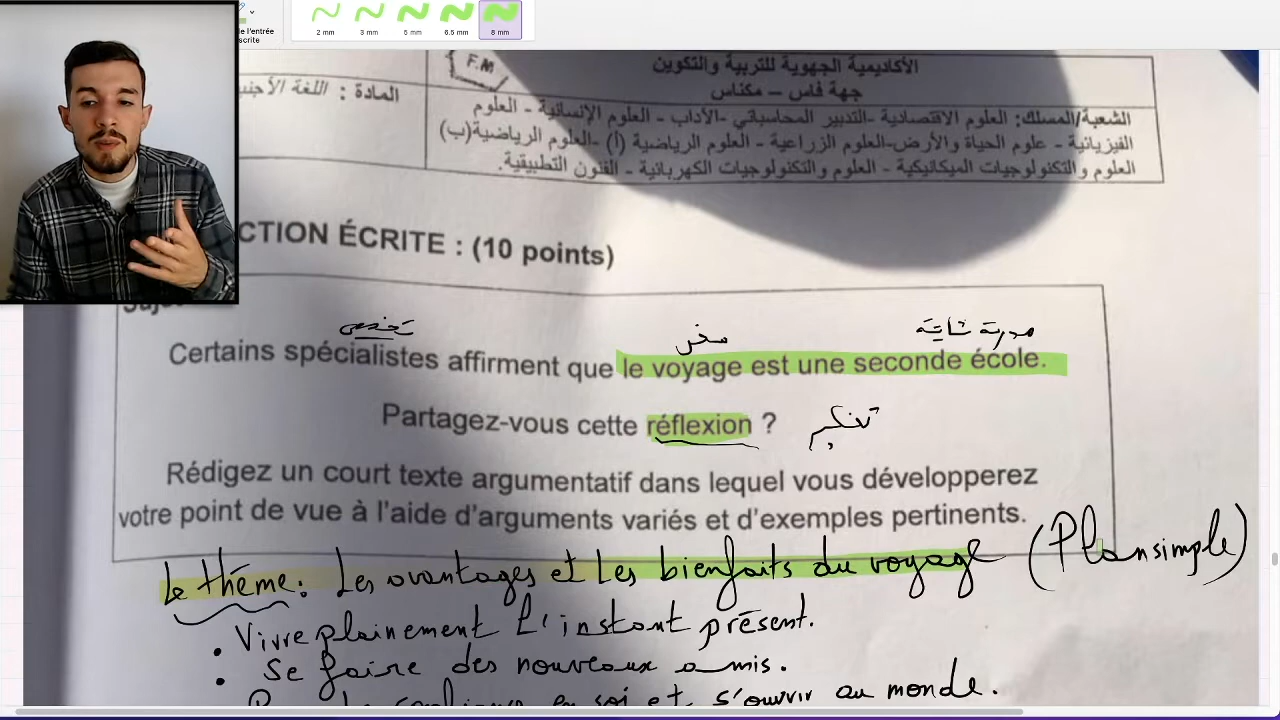 l'entrée
scrite
2 mm
3 mm
5 mm
6.5 mm
8 mm
F.M
الأكاديمية الجهوية للتربية والتكوين
جهة فاس – مكناس
المادة : اللغة الأجنبي
الشعبة/المسلك: العلوم الاقتصادية -التدبير المحاسباتي -الآداب - العلوم الإنسانية - العلوم
الفيزيائية - علوم الحياة والأرض-العلوم الزراعية - العلوم الرياضية (أ) -العلوم الرياضية(ب)
العلوم والتكنولوجيات الميكانيكية - العلوم والتكنولوجيات الكهربائية - الفنون التطبيقية.
CTION ÉCRITE : (10 points)
Suje
سفر
مدرسة ثانية
Certains spécialistes affirment que le voyage est une seconde école.
Partagez-vous cette réflexion ?
تفكير
Rédigez un court texte argumentatif dans lequel vous développerez
votre point de vue à l'aide d'arguments variés et d'exemples pertinents.
Le thème: Les avantages et Les bienfaits du voyage (Plan simple)
• Vivre plainement L'instant présent.
• Se faire des nouveaux amis.
confiance en soi et s'ouvrir au monde.